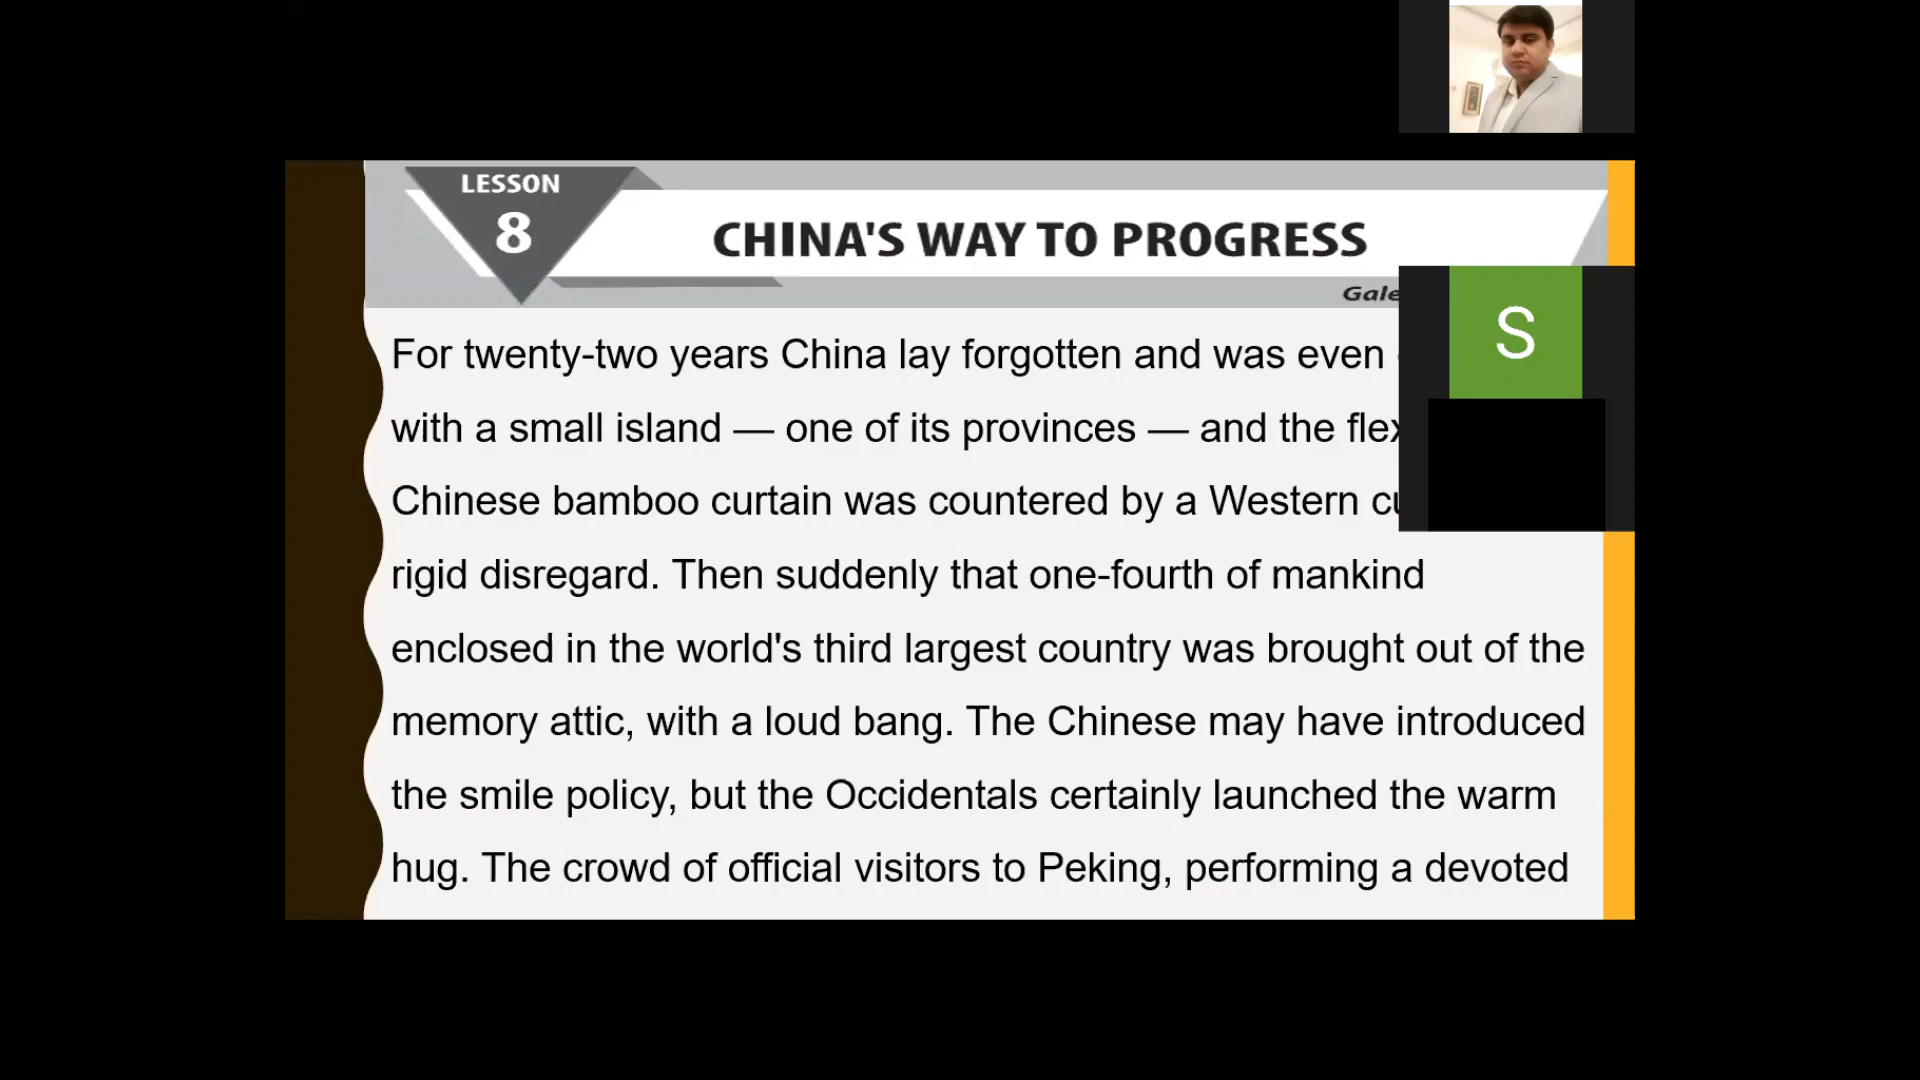 LESSON
8
CHINA'S WAY TO PROGRESS
For twenty-two years China lay forgotten and was even
S
with a small island — one of its provinces — and the
Chinese bamboo curtain was countered by a Western
rigid disregard. Then suddenly that one-fourth of mankind
enclosed in the world's third largest country was brought out of the
memory attic, with a loud bang. The Chinese may have introduced
the smile policy, but the Occidentals certainly launched the warm
hug. The crowd of official visitors to Peking, performing a devoted